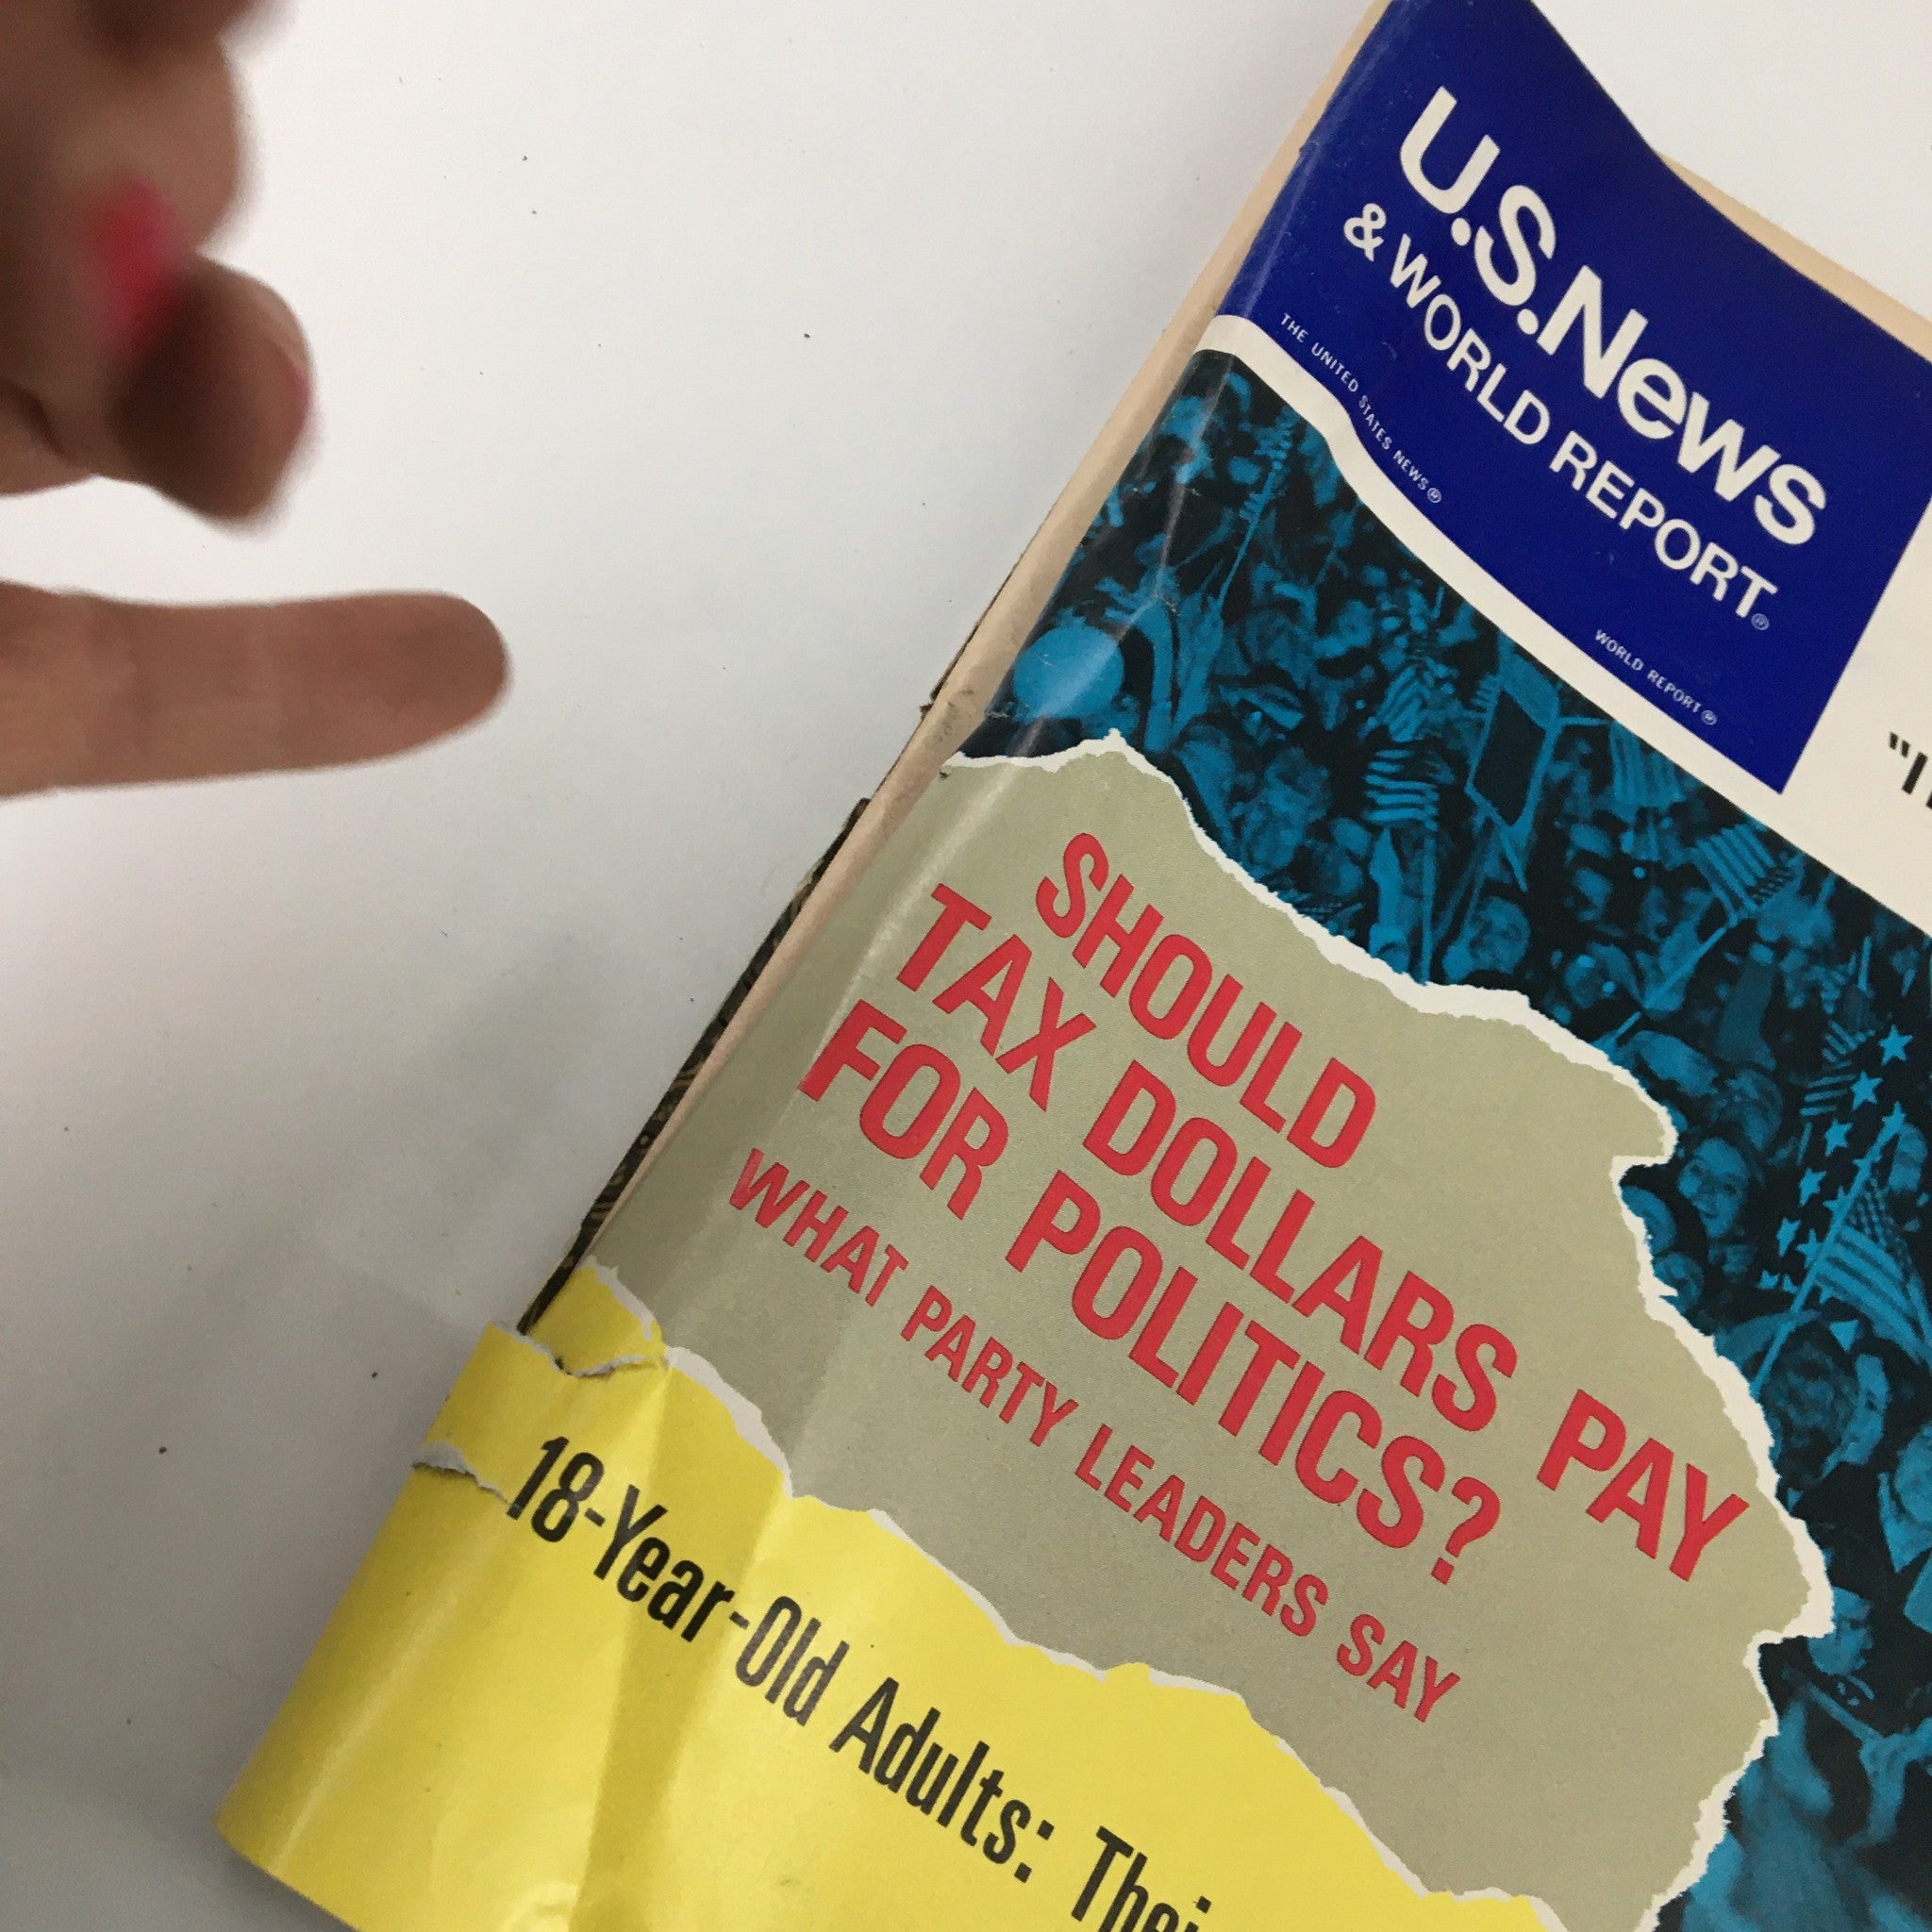 U.S.News
& WORLD REPORT®
THE UNITED STATES NEWS®
WORLD REPORT®
SHOULD
TAX DOLLARS PAY
FOR POLITICS?
WHAT PARTY LEADERS SAY
18-Year-Old Adults: